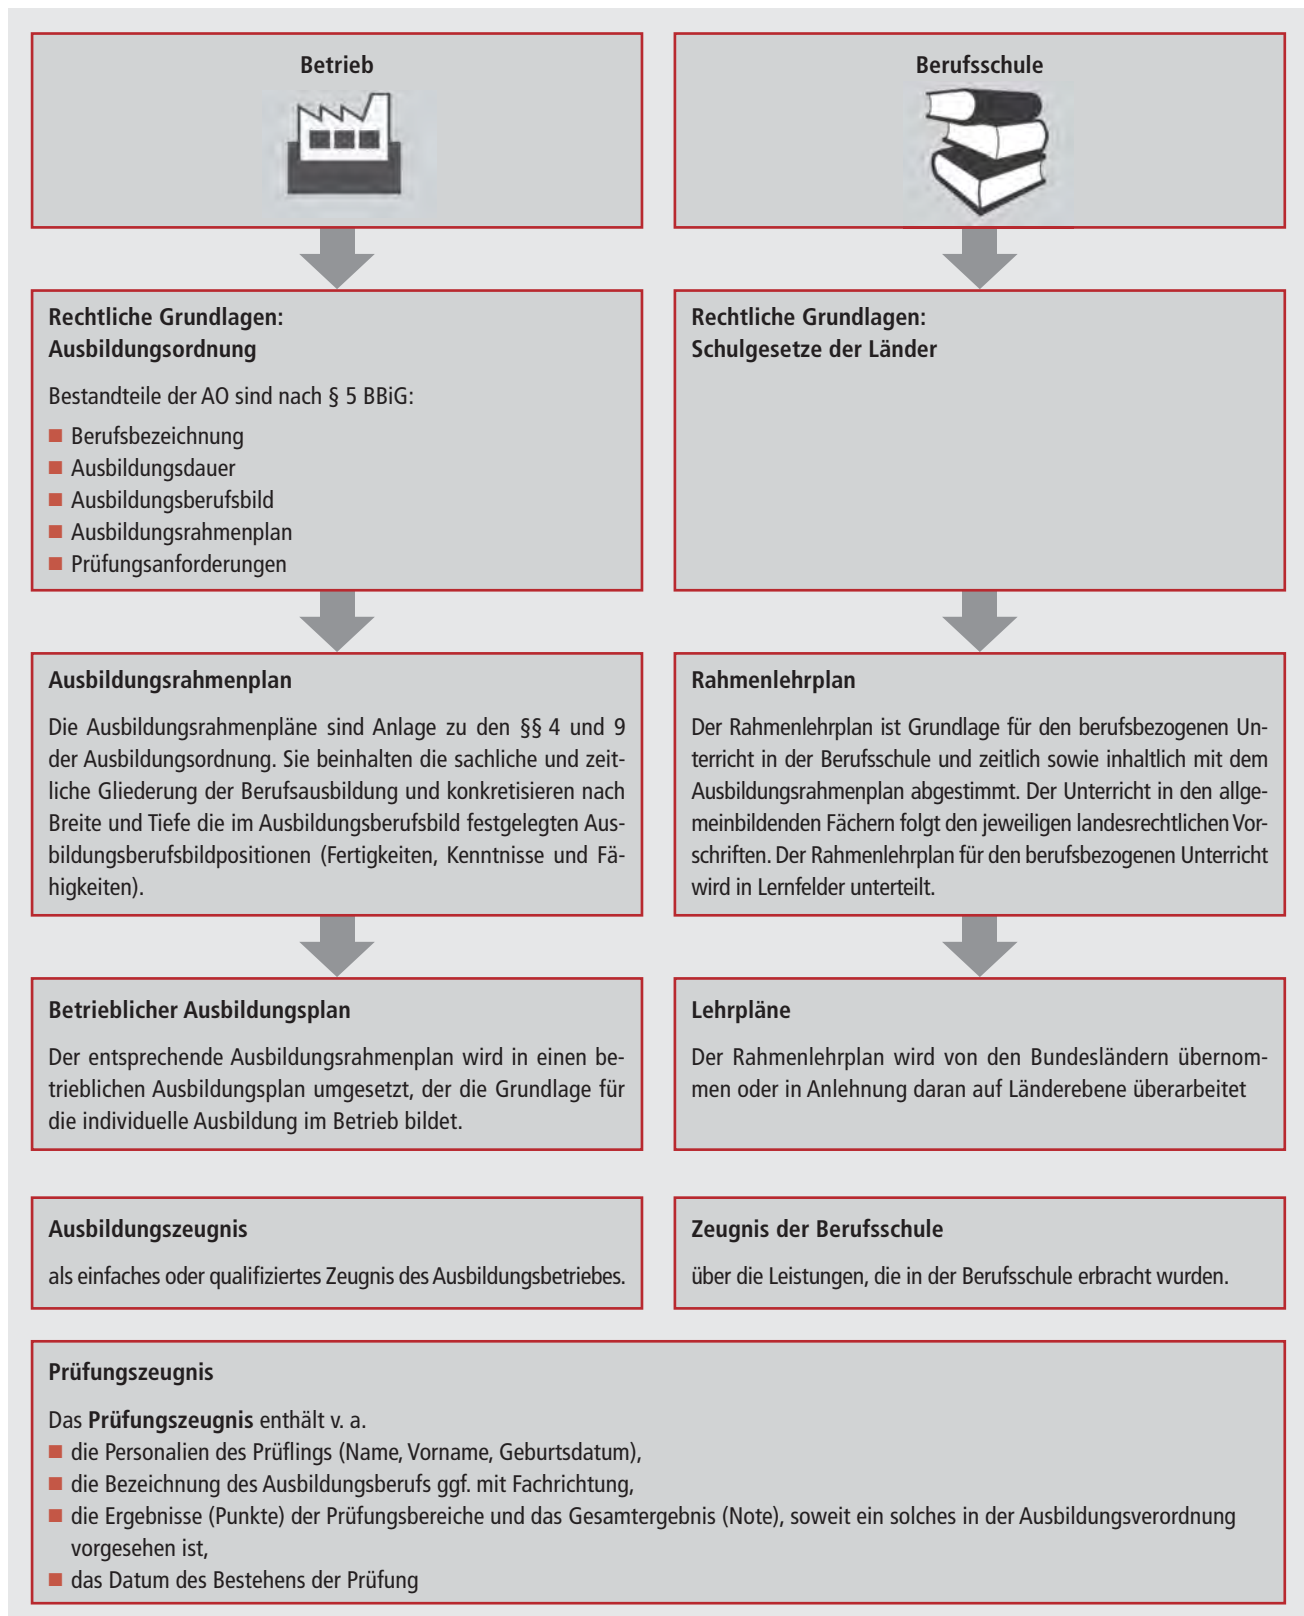 Betrieb
Berufsschule
Rechtliche Grundlagen:
Ausbildungsordnung
Bestandteile der AO sind nach § 5 BBiG:
■ Berufsbezeichnung
■ Ausbildungsdauer
■ Ausbildungsberufsbild
■ Ausbildungsrahmenplan
■ Prüfungsanforderungen
Rechtliche Grundlagen:
Schulgesetze der Länder
Ausbildungsrahmenplan
Die Ausbildungsrahmenpläne sind Anlage zu den §§ 4 und 9
der Ausbildungsordnung. Sie beinhalten die sachliche und zeit-
liche Gliederung der Berufsausbildung und konkretisieren nach
Breite und Tiefe die im Ausbildungsberufsbild festgelegten Aus-
bildungsberufsbildpositionen (Fertigkeiten, Kenntnisse und Fä-
higkeiten).
Rahmenlehrplan
Der Rahmenlehrplan ist Grundlage für den berufsbezogenen Un-
terricht in der Berufsschule und zeitlich sowie inhaltlich mit dem
Ausbildungsrahmenplan abgestimmt. Der Unterricht in den allge-
meinbildenden Fächern folgt den jeweiligen landesrechtlichen Vor-
schriften. Der Rahmenlehrplan für den berufsbezogenen Unterricht
wird in Lernfelder unterteilt.
Betrieblicher Ausbildungsplan
Der entsprechende Ausbildungsrahmenplan wird in einen be-
trieblichen Ausbildungsplan umgesetzt, der die Grundlage für
die individuelle Ausbildung im Betrieb bildet.
Lehrpläne
Der Rahmenlehrplan wird von den Bundesländern übernom-
men oder in Anlehnung daran auf Länderebene überarbeitet
Ausbildungszeugnis
als einfaches oder qualifiziertes Zeugnis des Ausbildungsbetriebes.
Zeugnis der Berufsschule
über die Leistungen, die in der Berufsschule erbracht wurden.
Prüfungszeugnis
Das Prüfungszeugnis enthält v. a.
■ die Personalien des Prüflings (Name, Vorname, Geburtsdatum),
■ die Bezeichnung des Ausbildungsberufs ggf. mit Fachrichtung,
■ die Ergebnisse (Punkte) der Prüfungsbereiche und das Gesamtergebnis (Note), soweit ein solches in der Ausbildungsverordnung
vorgesehen ist,
■ das Datum des Bestehens der Prüfung